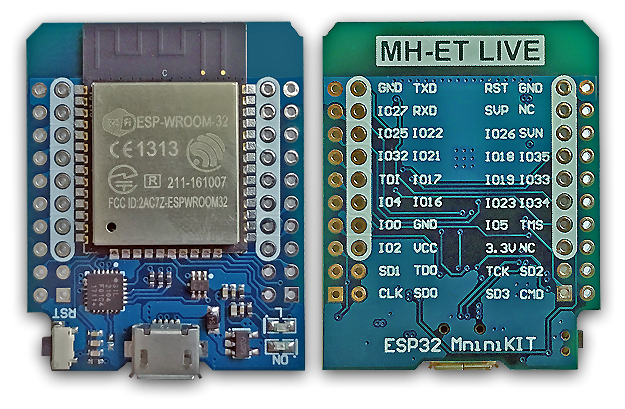 C
ESP-WROOM-32
CE1313
R 211-161007
FCC ID:2AC7Z-ESPWROOM32
RST
L
ON
MH-ET LIVE
GND TXD RST GND
IO27 RXD SVP NC
IO25 IO22 IO26 SVN
IO32 IO21 IO18 IO35
TDI IO17 IO19 IO33
IO4 IO16 IO23 IO34
IO0 GND IO5 TMS
IO2 VCC 3.3V NC
SD1 TDO TCK SD2
CLK SD0 SD3 CMD
ESP32 MniniKIT